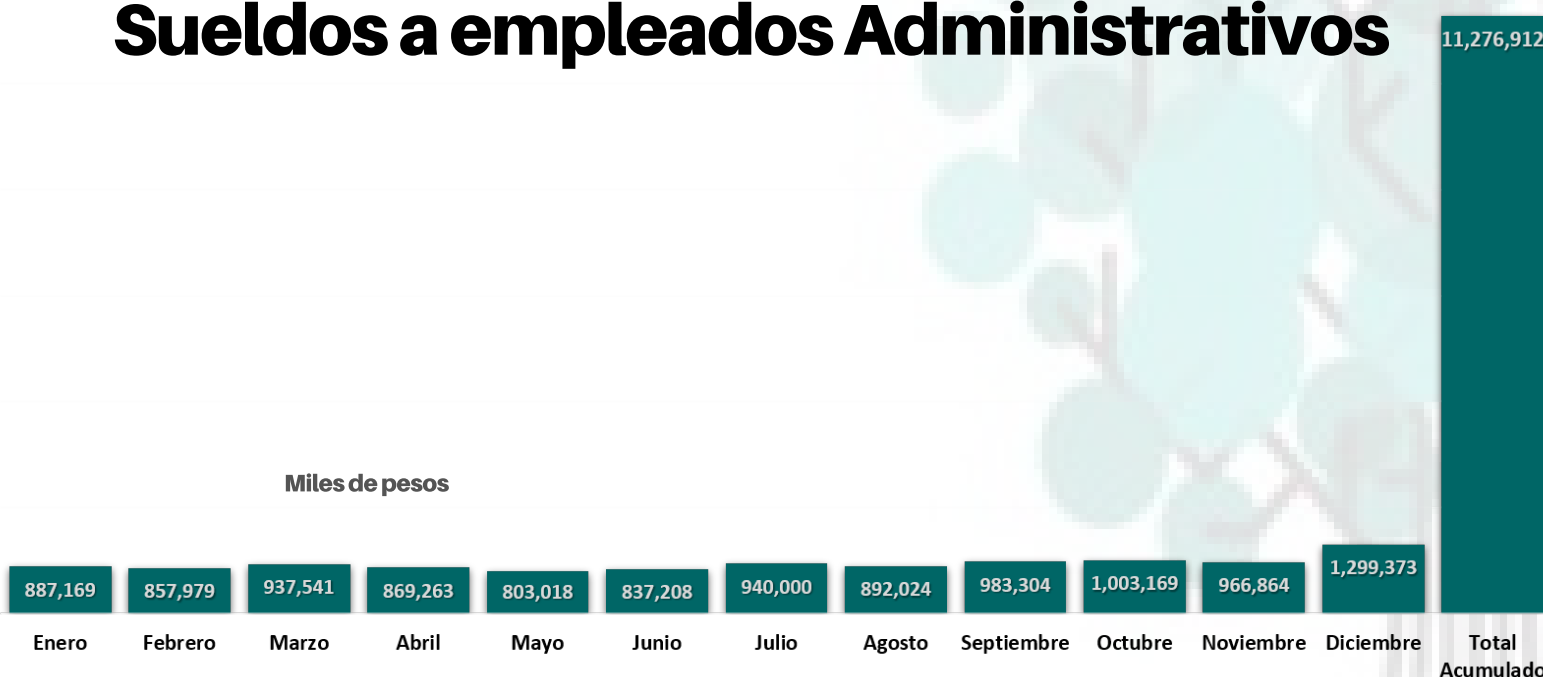 Sueldos a empleados Administrativos
11,276,912
Miles de pesos
887,169 857,979 937,541 869,263 803,018 837,208 940,000 892,024 983,304 1,003,169 966,864 1,299,373
Enero Febrero Marzo Abril Mayo Junio Julio Agosto Septiembre Octubre Noviembre Diciembre Total
Acumulado